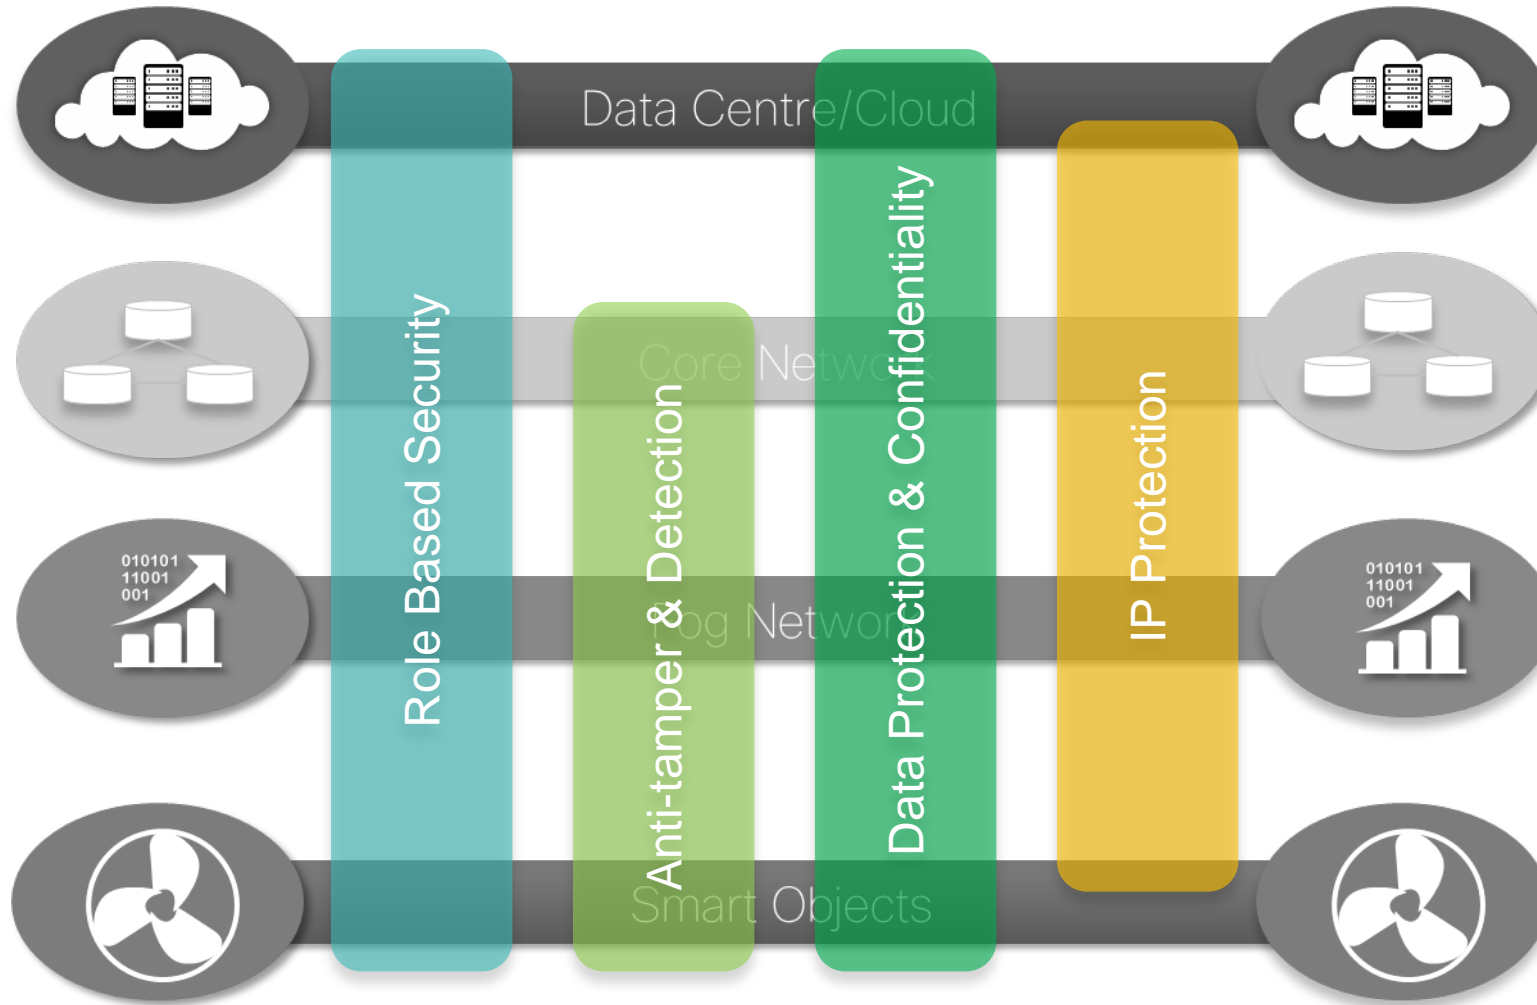 Data Centre/Cloud
Core Network
010101
11001
001
Fog Network
010101
11001
001
Smart Objects
Role Based Security
Anti-tamper & Detection
Data Protection & Confidentiality
IP Protection